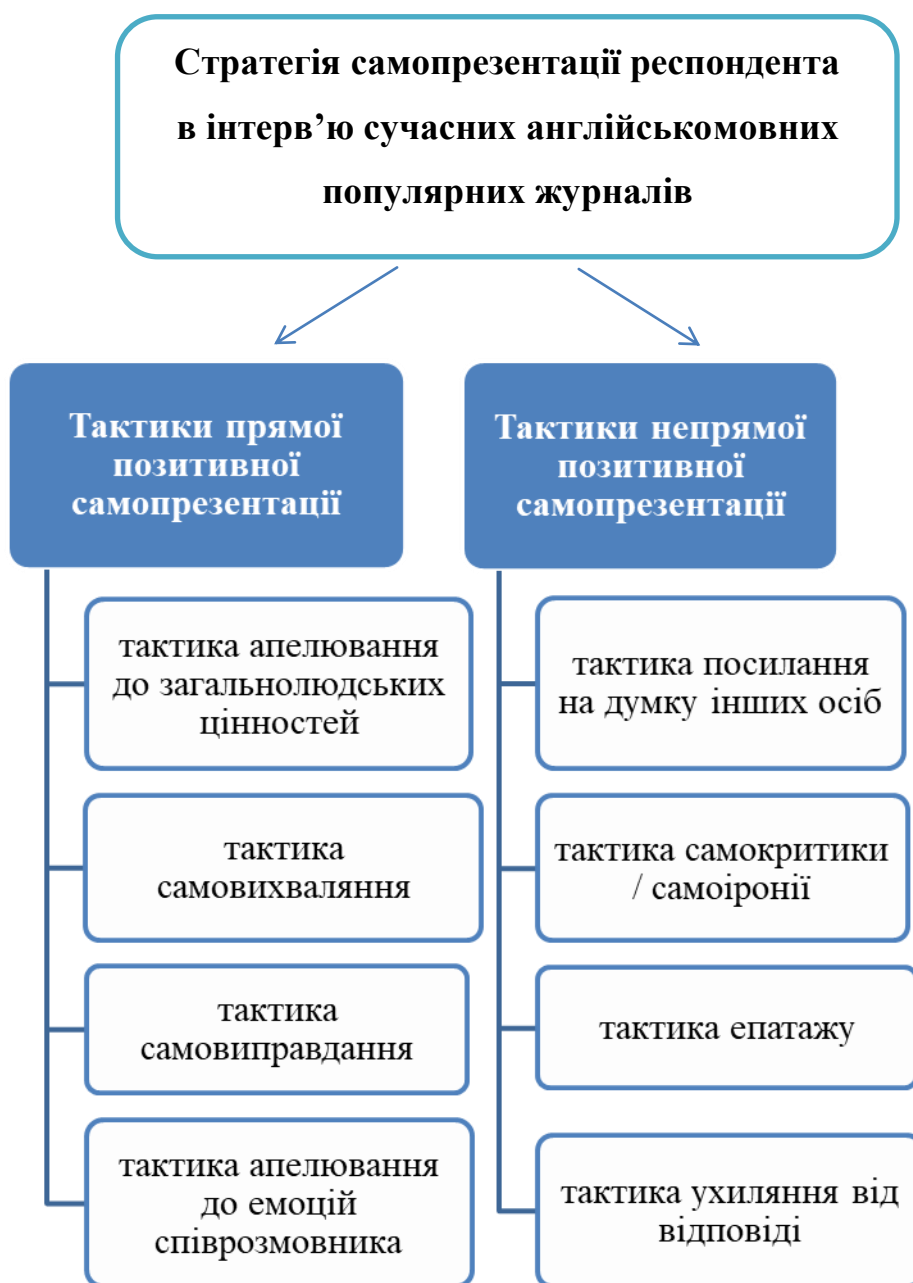 Стратегія самопрезентації респондента
в інтерв’ю сучасних англійськомовних
популярних журналів
Тактики прямої
позитивної
самопрезентації
тактика апелювання
до загальнолюдських
цінностей
тактика
самовихваляння
тактика
самовиправдання
тактика апелювання
до емоцій
співрозмовника
Тактики непрямої
позитивної
самопрезентації
тактика посилання
на думку інших осіб
тактика самокритики
/ самоіронії
тактика епатажу
тактика ухиляння від
відповіді